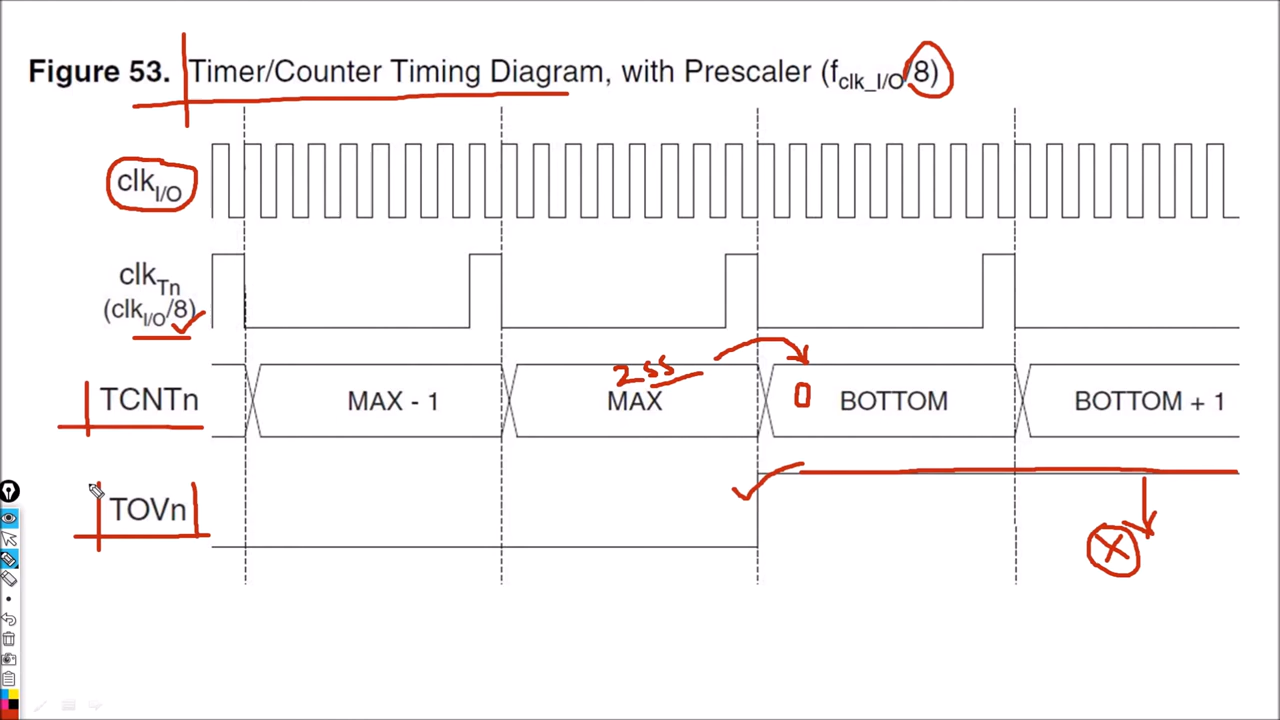 Figure 53. Timer/Counter Timing Diagram, with Prescaler (fclk_I/O/8)
clkI/O
clkTn
(clkI/O/8)
255
TCNTn MAX - 1 MAX 0 BOTTOM BOTTOM + 1
TOVn
X